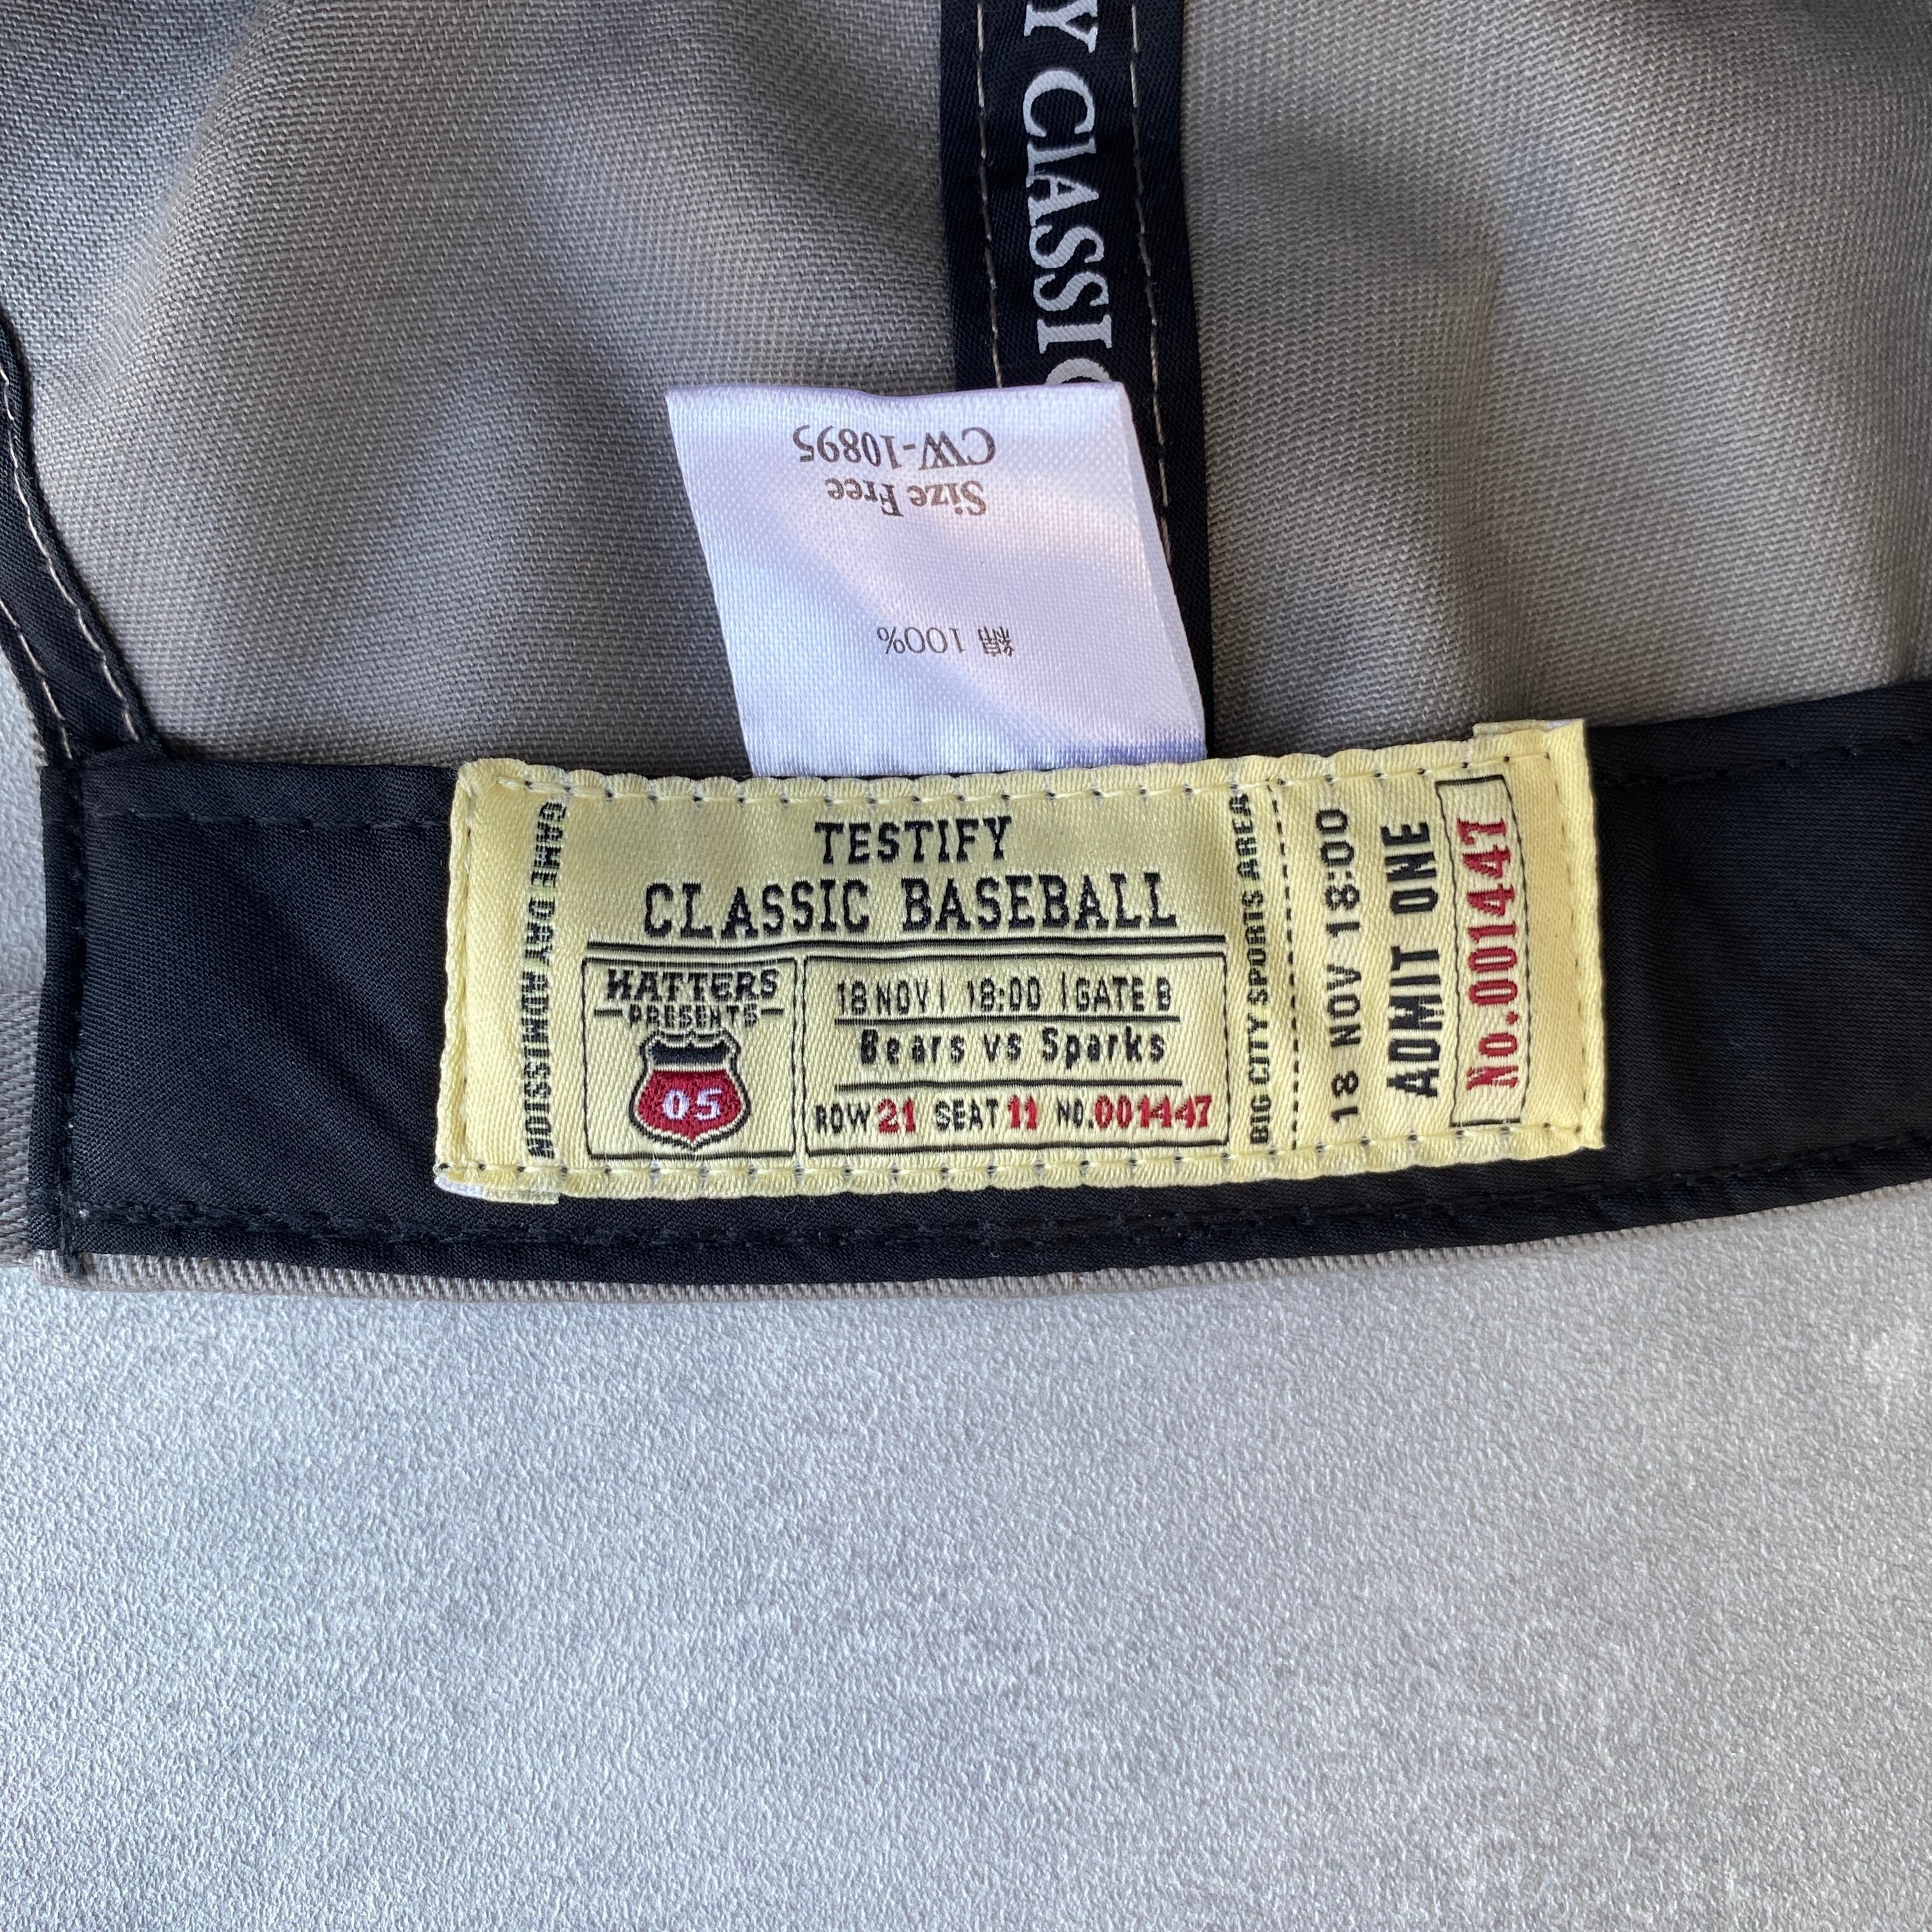 Y CLASSIC
CW-10895
Size Free
綿 100%
GAME DAY ADMISSION
TESTIFY
CLASSIC BASEBALL
HATTERS
PRESENTS
05
18 NOV | 18:00 | GATE B
Bears vs Sparks
ROW 21 SEAT 11 NO.001447
BIG CITY SPORTS AREA
18 NOV 18:00
ADMIT ONE
No.001447